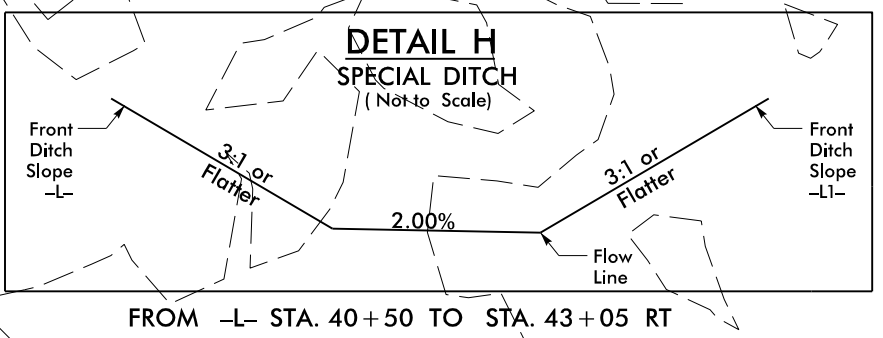 DETAIL H
SPECIAL DITCH
( Not to Scale)
Front
Ditch
Slope
–L–
3:1 or
Flatter
2.00%
3:1 or
Flatter
Front
Ditch
Slope
–L1–
Flow
Line
FROM –L– STA. 40+50 TO STA. 43+05 RT